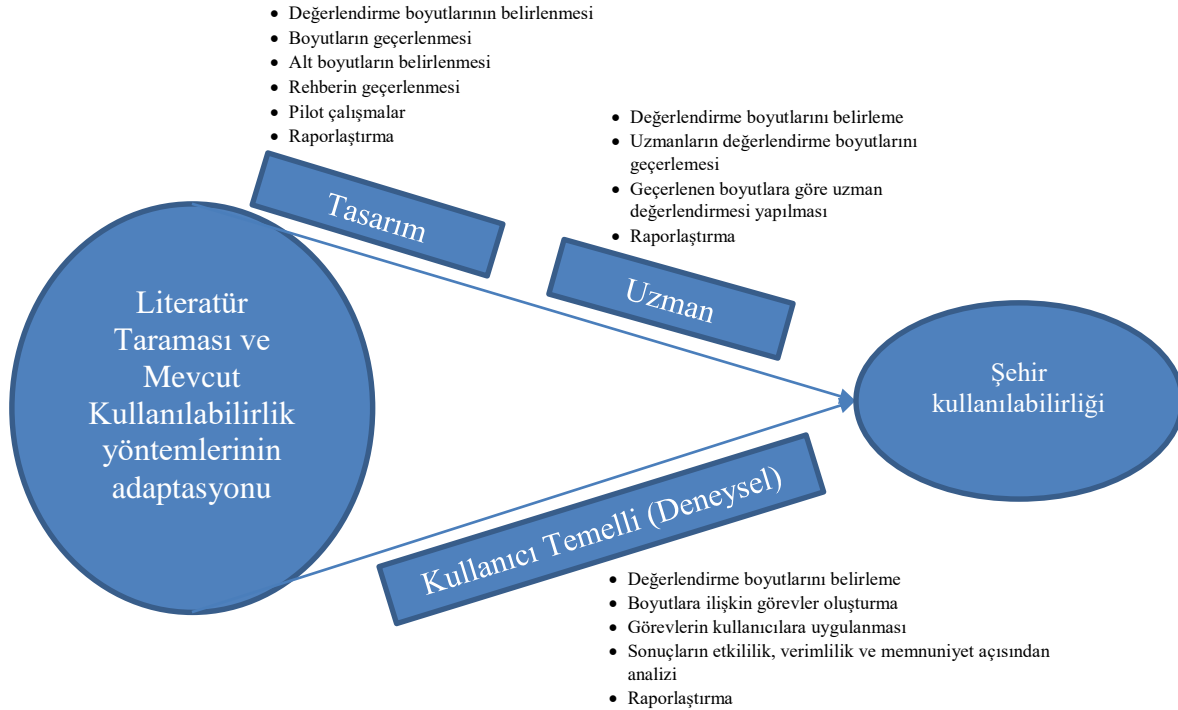 • Değerlendirme boyutlarının belirlenmesi
• Boyutların geçerlenmesi
• Alt boyutların belirlenmesi
• Rehberin geçerlenmesi
• Pilot çalışmalar
• Raporlaştırma
• Değerlendirme boyutlarını belirleme
• Uzmanların değerlendirme boyutlarını
geçerlemesi
• Geçerlenen boyutlara göre uzman
değerlendirmesi yapılması
• Raporlaştırma
Tasarım
Uzman
Literatür
Taraması ve
Mevcut
Kullanılabilirlik
yöntemlerinin
adaptasyonu
Şehir
kullanılabilirliği
Kullanıcı Temelli (Deneysel)
• Değerlendirme boyutlarını belirleme
• Boyutlara ilişkin görevler oluşturma
• Görevlerin kullanıcılara uygulanması
• Sonuçların etkililik, verimlilik ve memnuniyet açısından
analizi
• Raporlaştırma